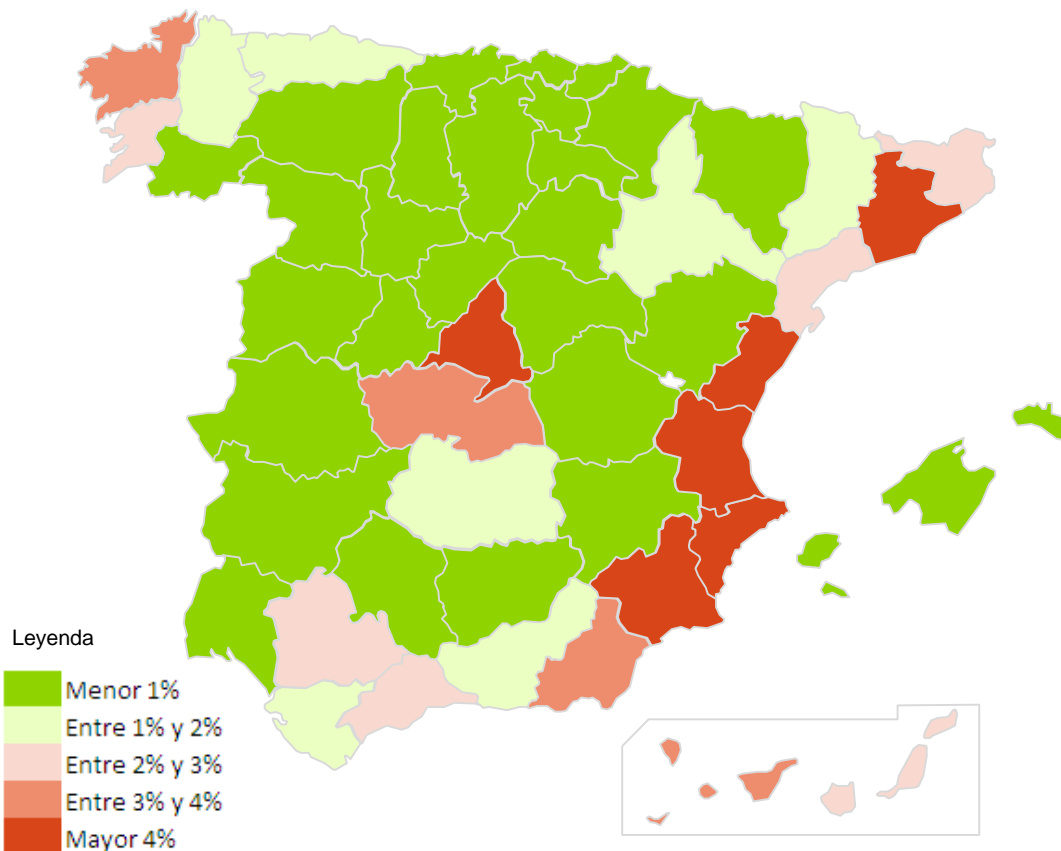 Leyenda
Menor 1%
Entre 1% y 2%
Entre 2% y 3%
Entre 3% y 4%
Mayor 4%